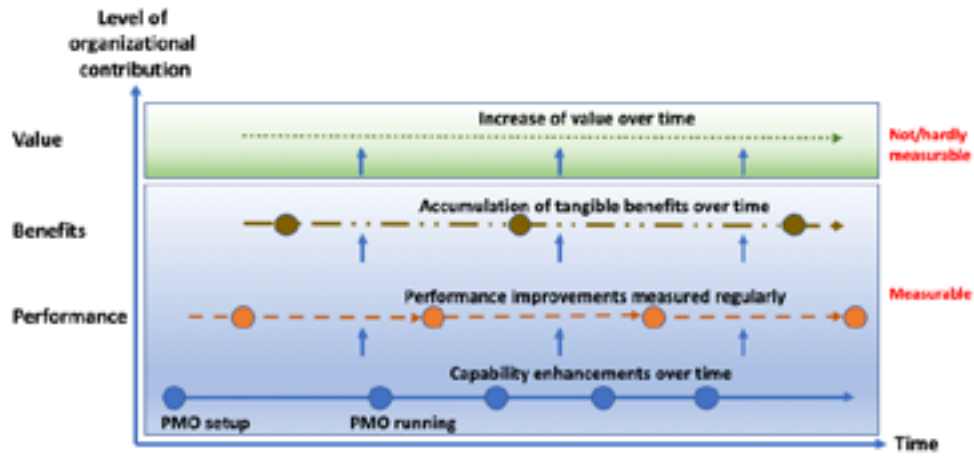 Level of
organizational
contribution
Increase of value over time
Value
Not/hardly
measurable
Accumulation of tangible benefits over time
Benefits
Performance improvements measured regularly
Measurable
Performance
Capability enhancements over time
PMO setup
PMO running
Time